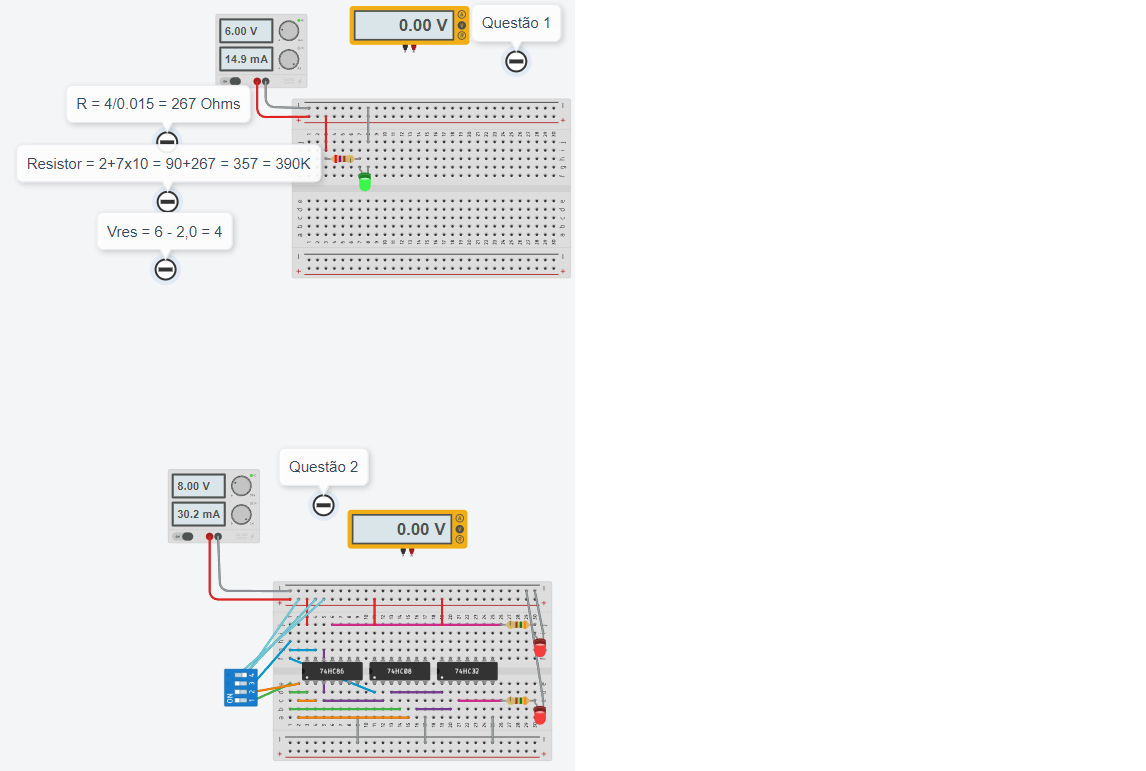 6.00 V
14.9 mA
0.00 V
Questão 1
R = 4/0.015 = 267 Ohms
Resistor = 2+7x10 = 90+267 = 357 = 390K
Vres = 6 - 2,0 = 4
Questão 2
8.00 V
30.2 mA
0.00 V
74HC86
74HC08
74HC32